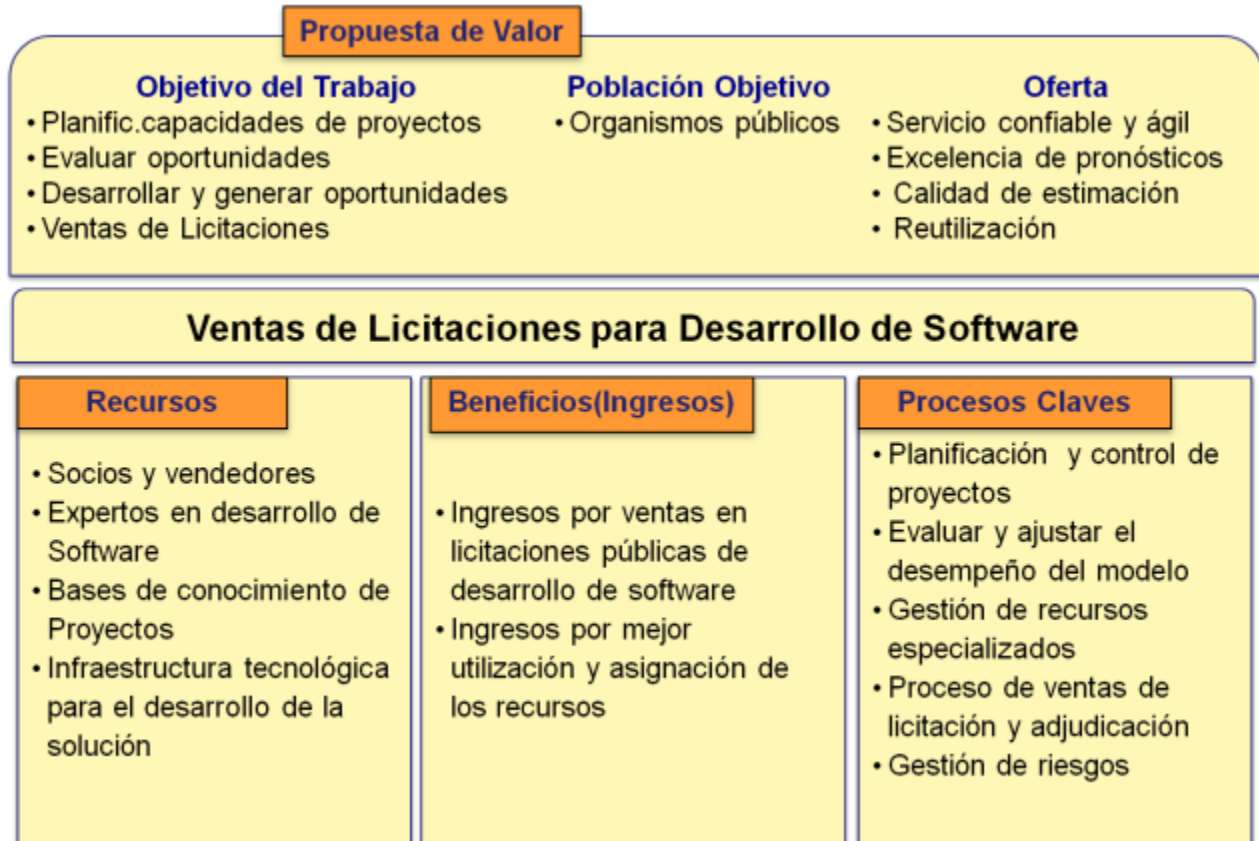 Propuesta de Valor
Objetivo del Trabajo
• Planific.capacidades de proyectos
• Evaluar oportunidades
• Desarrollar y generar oportunidades
• Ventas de Licitaciones
Población Objetivo
• Organismos públicos
Oferta
• Servicio confiable y ágil
• Excelencia de pronósticos
• Calidad de estimación
• Reutilización
Ventas de Licitaciones para Desarrollo de Software
Recursos
• Socios y vendedores
• Expertos en desarrollo de
Software
• Bases de conocimiento de
Proyectos
• Infraestructura tecnológica
para el desarrollo de la
solución
Beneficios(Ingresos)
• Ingresos por ventas en
licitaciones públicas de
desarrollo de software
• Ingresos por mejor
utilización y asignación de
los recursos
Procesos Claves
• Planificación y control de
proyectos
• Evaluar y ajustar el
desempeño del modelo
• Gestión de recursos
especializados
• Proceso de ventas de
licitación y adjudicación
• Gestión de riesgos